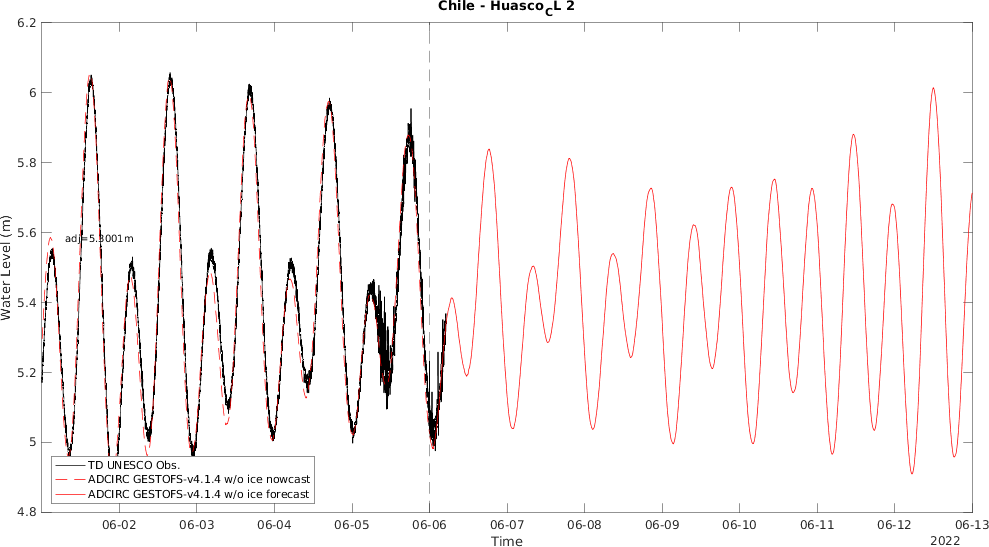 Chile - Huasco_CL 2
6.2
6
5.8
5.6
5.4
5.2
5
4.8
Water Level (m)
adj=5.3001m
TD UNESCO Obs.
ADCIRC GESTOFS-v4.1.4 w/o ice nowcast
ADCIRC GESTOFS-v4.1.4 w/o ice forecast
06-02 06-03 06-04 06-05 06-06 06-07 06-08 06-09 06-10 06-11 06-12 06-13
Time
2022